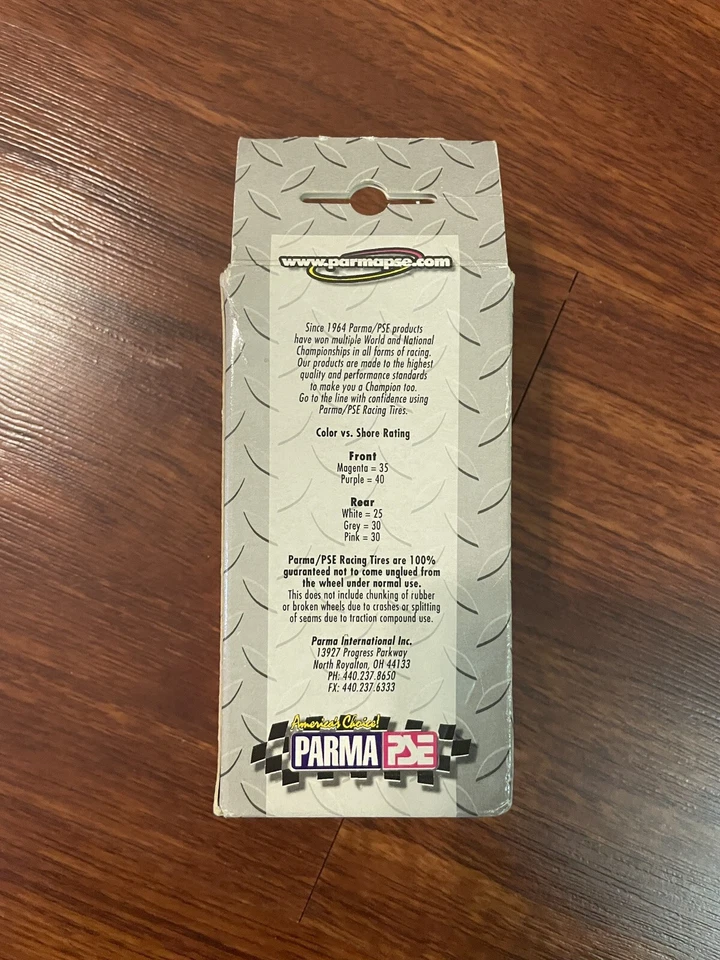 www.parmapse.com
Since 1964 Parma/PSE products
have won multiple World and National
Championships in all forms of racing.
Our products are made to the highest
quality and performance standards
to make you a Champion too.
Go to the line with confidence using
Parma/PSE Racing Tires.
Color vs. Shore Rating
Front
Magenta = 35
Purple = 40
Rear
White = 25
Grey = 30
Pink = 30
Parma/PSE Racing Tires are 100%
guaranteed not to come unglued from
the wheel under normal use.
This does not include chunking of rubber
or broken wheels due to crashes or splitting
of seams due to traction compound use.
Parma International Inc.
13927 Progress Parkway
North Royalton, OH 44133
PH: 440.237.8650
FX: 440.237.6333
America's Choice!
PARMA PSE